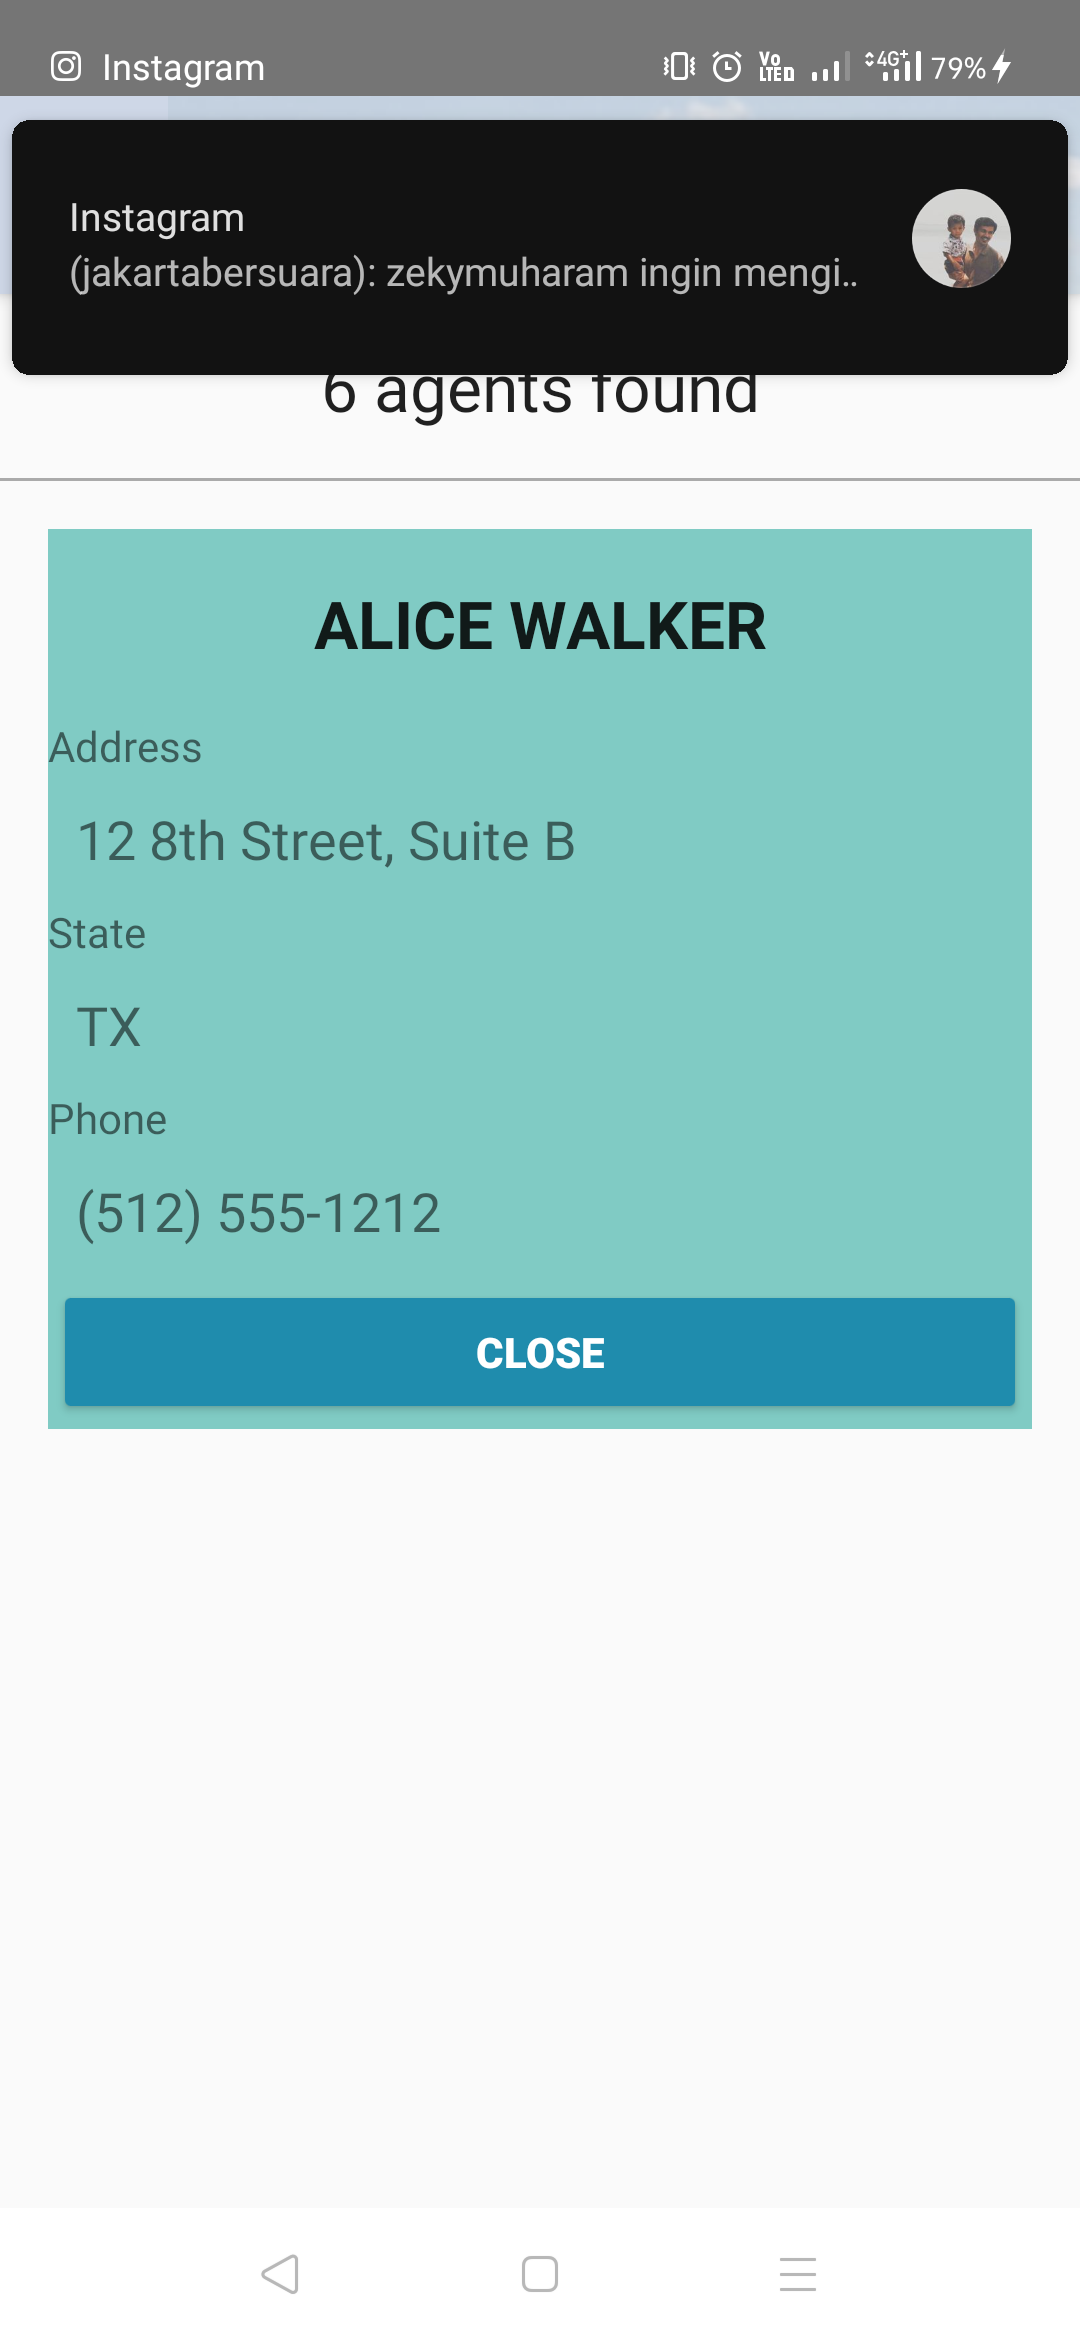 Instagram
Vo LTE D 4G+ 79%
Instagram
(jakartabersuara): zekymuharam ingin mengi..
6 agents found
ALICE WALKER
Address
12 8th Street, Suite B
State
TX
Phone
(512) 555-1212
CLOSE